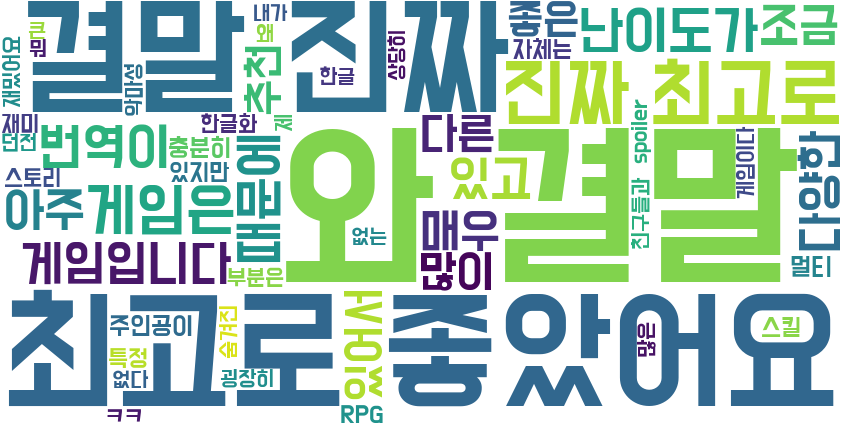 결말 진짜
추천
내가
왜
한글
상당히
좋은
자체는
난이도가
조금
큰
뭐
재밌어요
악마성
진짜 최고로
재미
던전
번역이
충분히
한글화
제
다른
있고
spoiler
게임이다
다양한
스토리
있지만
아주
게임은
때문에
와 결말
없는
매우
많이
친구들과
멀티
게임입니다
부분은
최고로 좋았어요
주인공이
숨겨진
있어서
특정
없다
굉장히
많은
스킬
ㅋㅋ
RPG